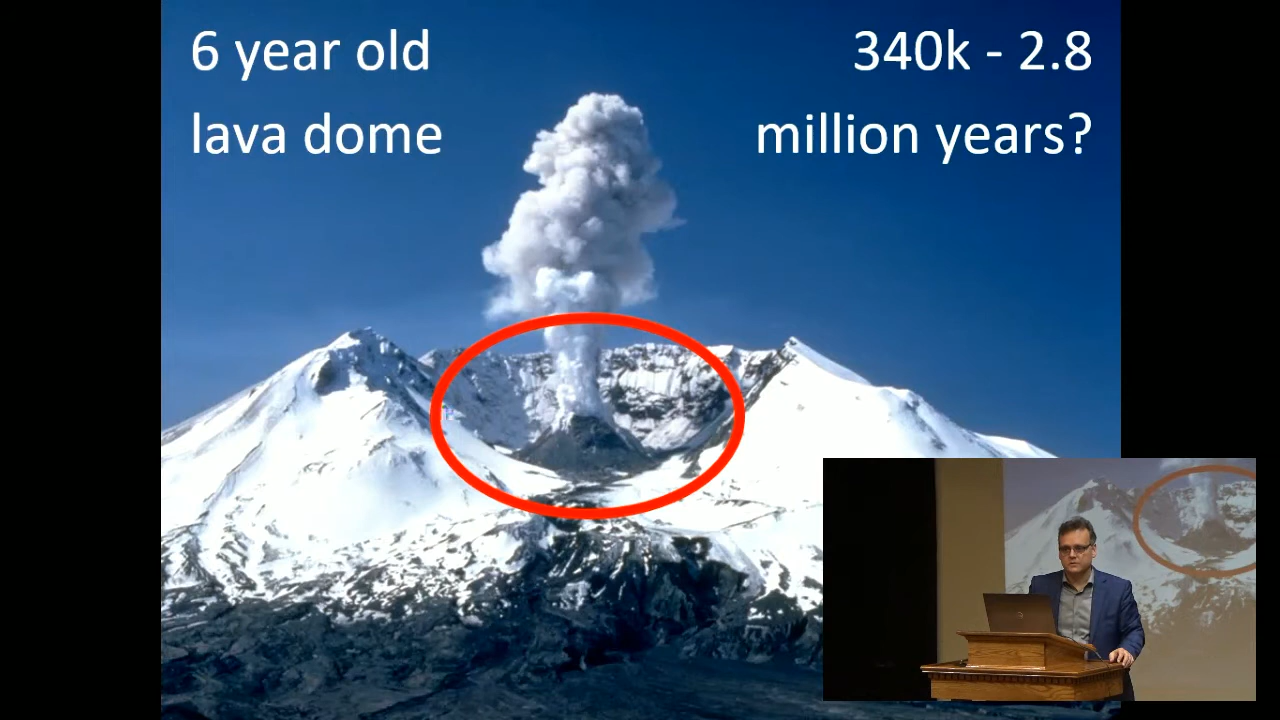 6 year old
lava dome
340k - 2.8
million years?